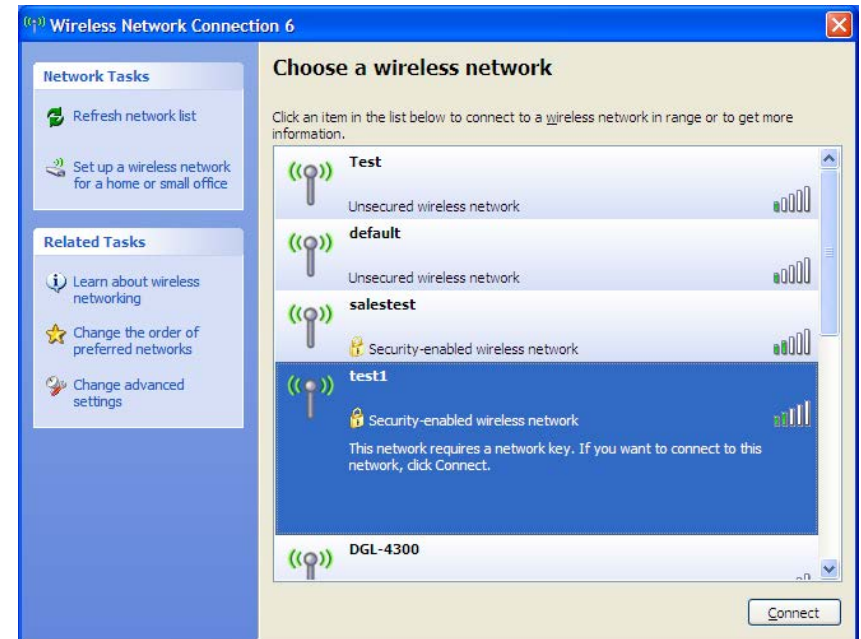 Wireless Network Connection 6
Network Tasks
Refresh network list
Set up a wireless network
for a home or small office
Related Tasks
Learn about wireless
networking
Change the order of
preferred networks
Change advanced
settings
Choose a wireless network
Click an item in the list below to connect to a wireless network in range or to get more
information.
Test
Unsecured wireless network
default
Unsecured wireless network
salestest
Security-enabled wireless network
test1
Security-enabled wireless network
This network requires a network key. If you want to connect to this
network, click Connect.
DGL-4300
Connect